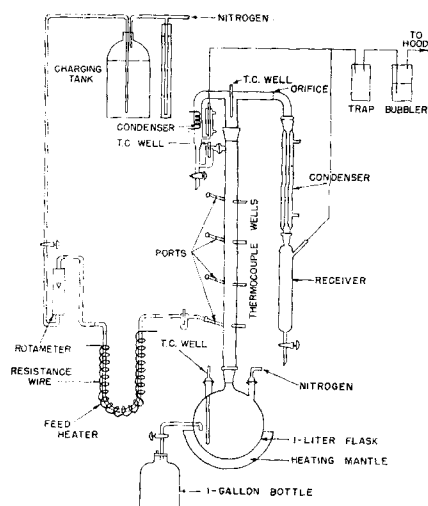 NITROGEN
TO
HOOD
CHARGING
TANK
T.C. WELL
ORIFICE
TRAP
BUBBLER
CONDENSER
T.C. WELL
CONDENSER
PORTS
THERMOCOUPLE WELLS
RECEIVER
ROTAMETER
T.C. WELL
NITROGEN
RESISTANCE
WIRE
FEED
HEATER
1-LITER FLASK
HEATING MANTLE
1-GALLON BOTTLE